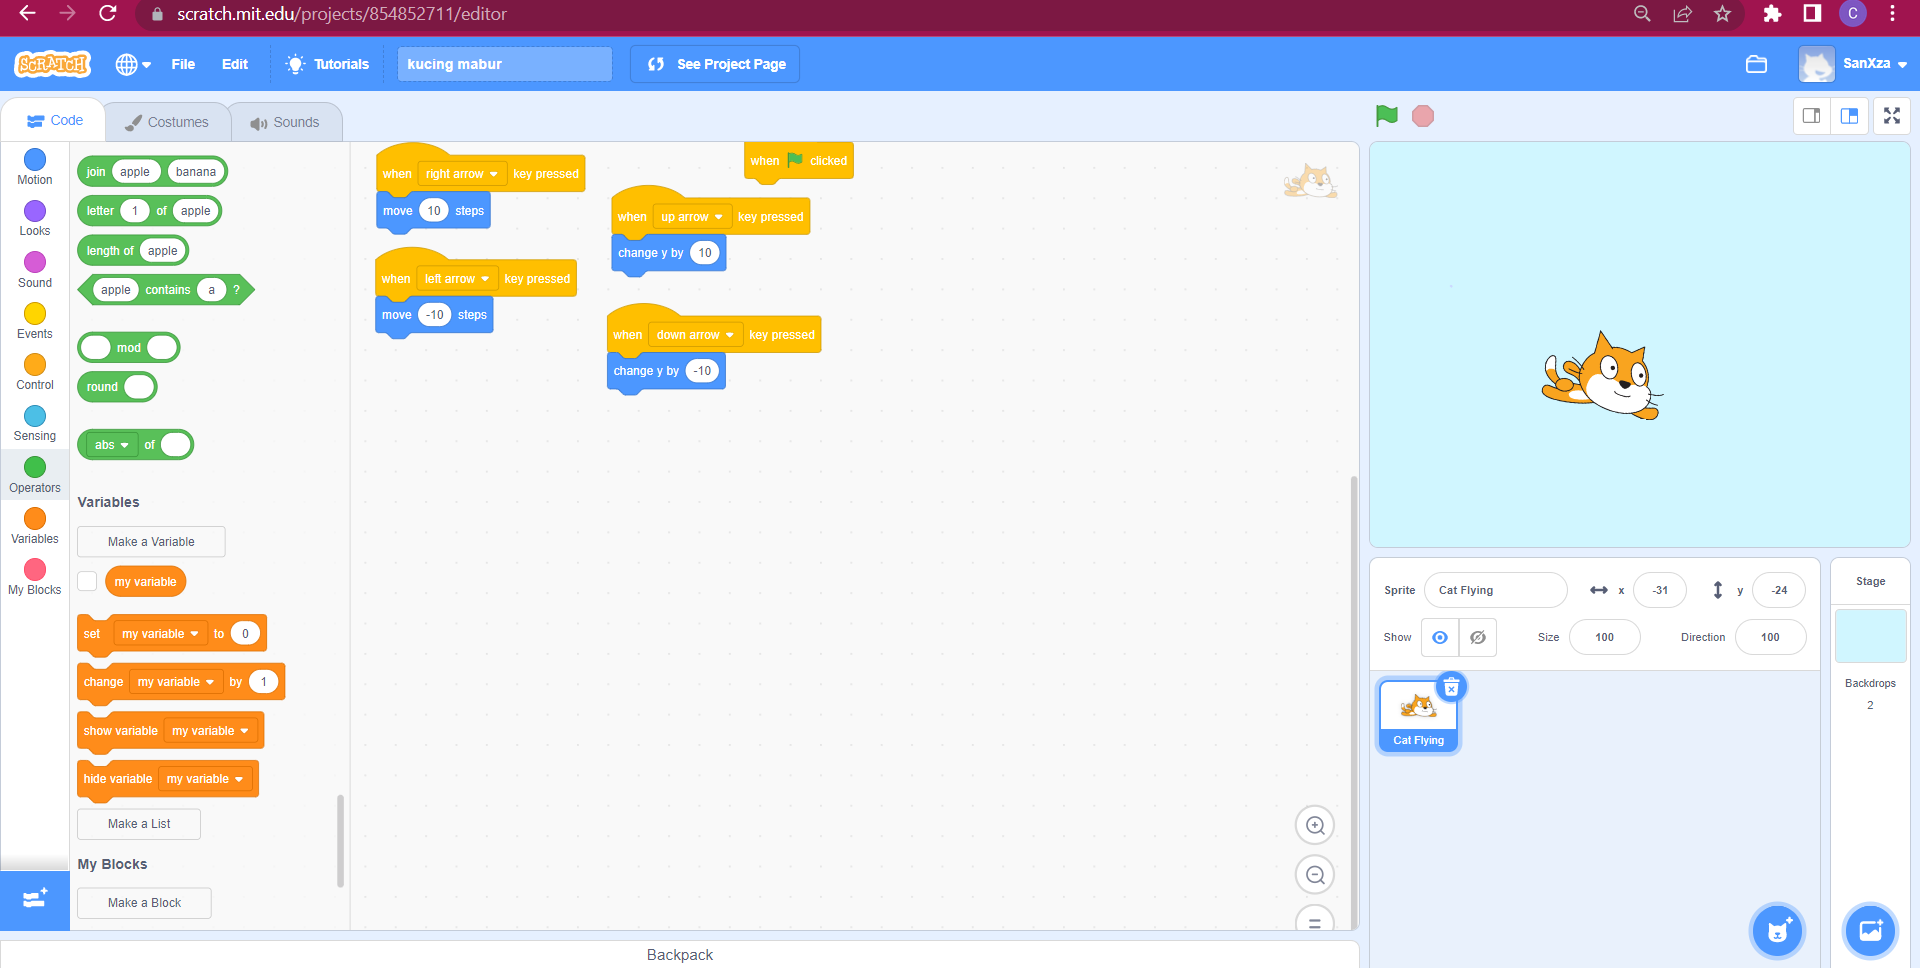 scratch.mit.edu/projects/854852711/editor
C
SCRATCH
File
Edit
Tutorials
kucing mabur
See Project Page
SanXza
Code
Costumes
Sounds
Motion
Looks
Sound
Events
Control
Sensing
Operators
Variables
My Blocks
join apple banana
letter 1 of apple
length of apple
apple contains a ?
mod
round
abs of
Variables
Make a Variable
my variable
set my variable to 0
change my variable by 1
show variable my variable
hide variable my variable
Make a List
My Blocks
Make a Block
when right arrow key pressed
move 10 steps
when left arrow key pressed
move -10 steps
when clicked
when up arrow key pressed
change y by 10
when down arrow key pressed
change y by -10
Backpack
Sprite Cat Flying x -31 y -24
Show Size 100 Direction 100
Cat Flying
Stage
Backdrops
2